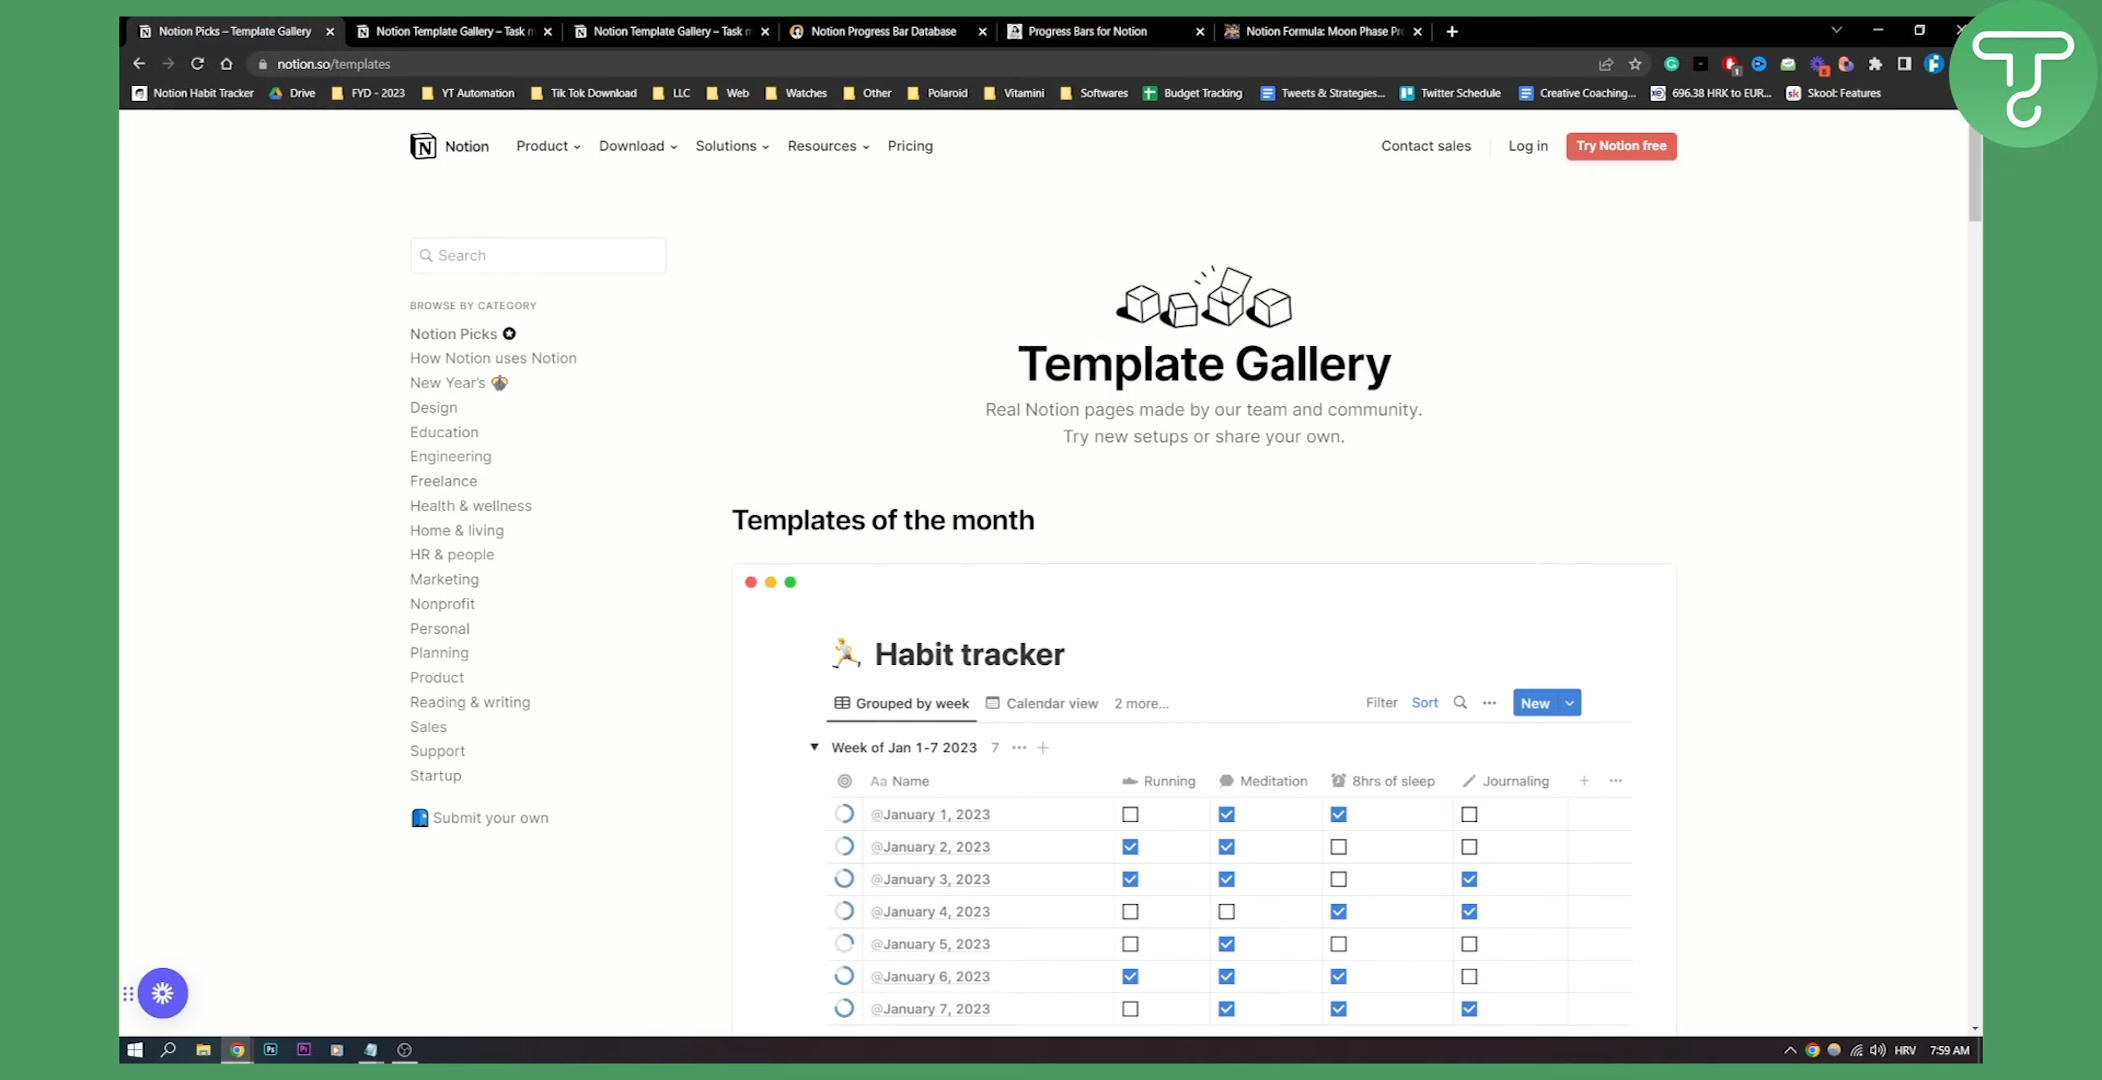 Notion Picks – Template Gallery
Notion Template Gallery – Task m
Notion Template Gallery – Task m
Notion Progress Bar Database
Progress Bars for Notion
Notion Formula: Moon Phase Pr
notion.so/templates
Notion Habit Tracker
Drive
FYD - 2023
YT Automation
Tik Tok Download
LLC
Web
Watches
Other
Polaroid
Vitamini
Softwares
Budget Tracking
Tweets & Strategies...
Twitter Schedule
Creative Coaching...
696.38 HRK to EUR...
Skool: Features
Notion
Product
Download
Solutions
Resources
Pricing
Contact sales
Log in
Try Notion free
Search
BROWSE BY CATEGORY
Notion Picks
How Notion uses Notion
New Year's
Design
Education
Engineering
Freelance
Health & wellness
Home & living
HR & people
Marketing
Nonprofit
Personal
Planning
Product
Reading & writing
Sales
Support
Startup
Submit your own
Template Gallery
Real Notion pages made by our team and community.
Try new setups or share your own.
Templates of the month
Habit tracker
Grouped by week
Calendar view
2 more...
Filter
Sort
New
Week of Jan 1-7 2023 7
Aa Name
Running
Meditation
8hrs of sleep
Journaling
@January 1, 2023
@January 2, 2023
@January 3, 2023
@January 4, 2023
@January 5, 2023
@January 6, 2023
@January 7, 2023
HRV
7:59 AM